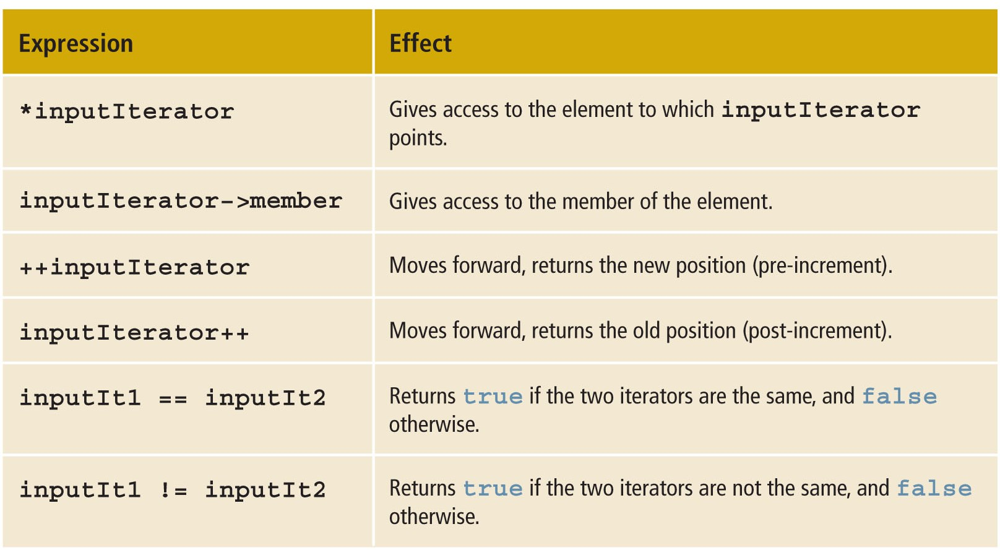 Expression Effect
*inputIterator Gives access to the element to which inputIterator
points.
inputIterator->member Gives access to the member of the element.
++inputIterator Moves forward, returns the new position (pre-increment).
inputIterator++ Moves forward, returns the old position (post-increment).
inputIt1 == inputIt2 Returns true if the two iterators are the same, and false
otherwise.
inputIt1 != inputIt2 Returns true if the two iterators are not the same, and false
otherwise.